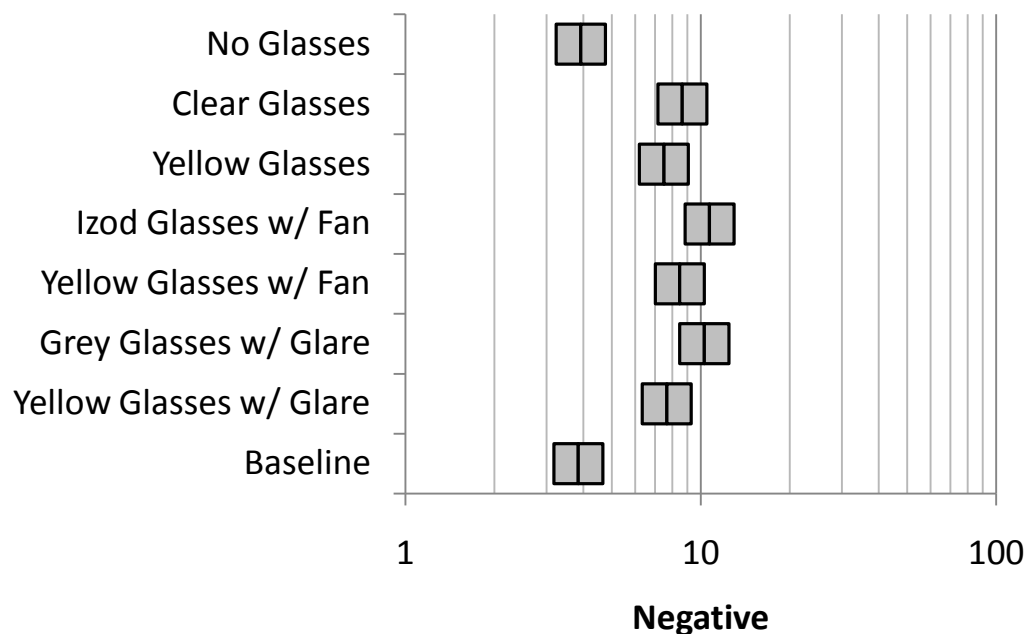 No Glasses
Clear Glasses
Yellow Glasses
Izod Glasses w/ Fan
Yellow Glasses w/ Fan
Grey Glasses w/ Glare
Yellow Glasses w/ Glare
Baseline
1 10 100
Negative